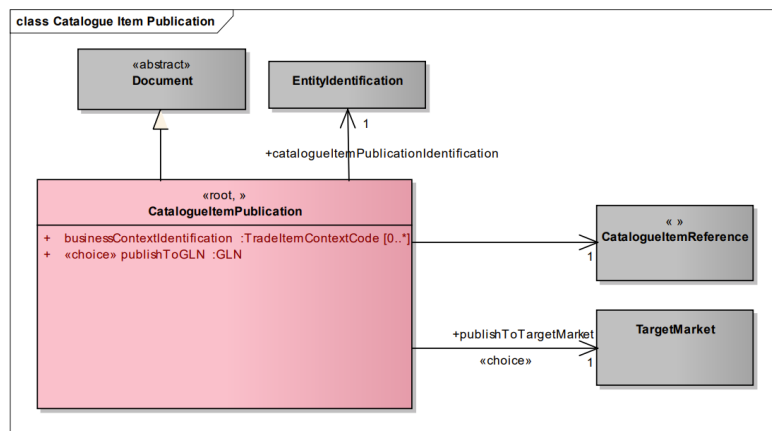 class Catalogue Item Publication
«abstract»
Document
EntityIdentification
1
+catalogueItemPublicationIdentification
«root, »
CatalogueItemPublication
+ businessContextIdentification :TradeItemContextCode [0..*]
+ «choice» publishToGLN :GLN
« »
CatalogueItemReference
1
+publishToTargetMarket
«choice»
1
TargetMarket